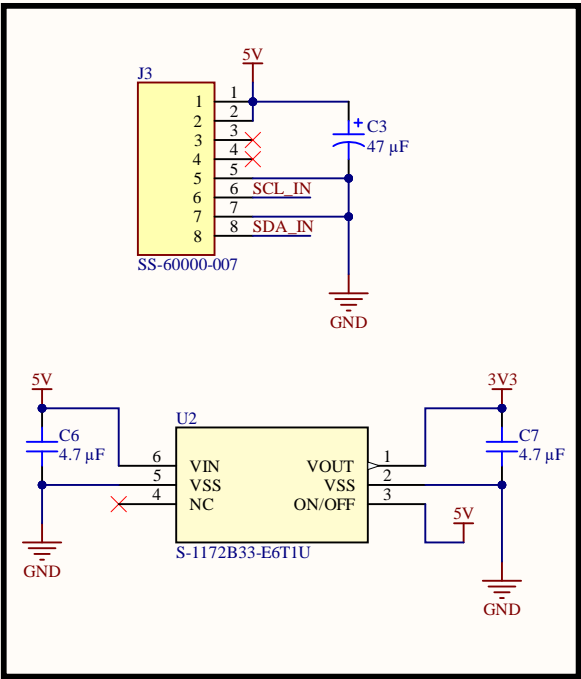 5V
J3
1 1
2 2
3 3
4 4
5 5
6 6 SCL_IN
7 7
8 8 SDA_IN
SS-60000-007
+ C3
47 µF
GND
5V
C6
4.7 µF
GND
U2
6 VIN
5 VSS
4 NC
VOUT 1
VSS 2
ON/OFF 3
S-1172B33-E6T1U
5V
3V3
C7
4.7 µF
GND